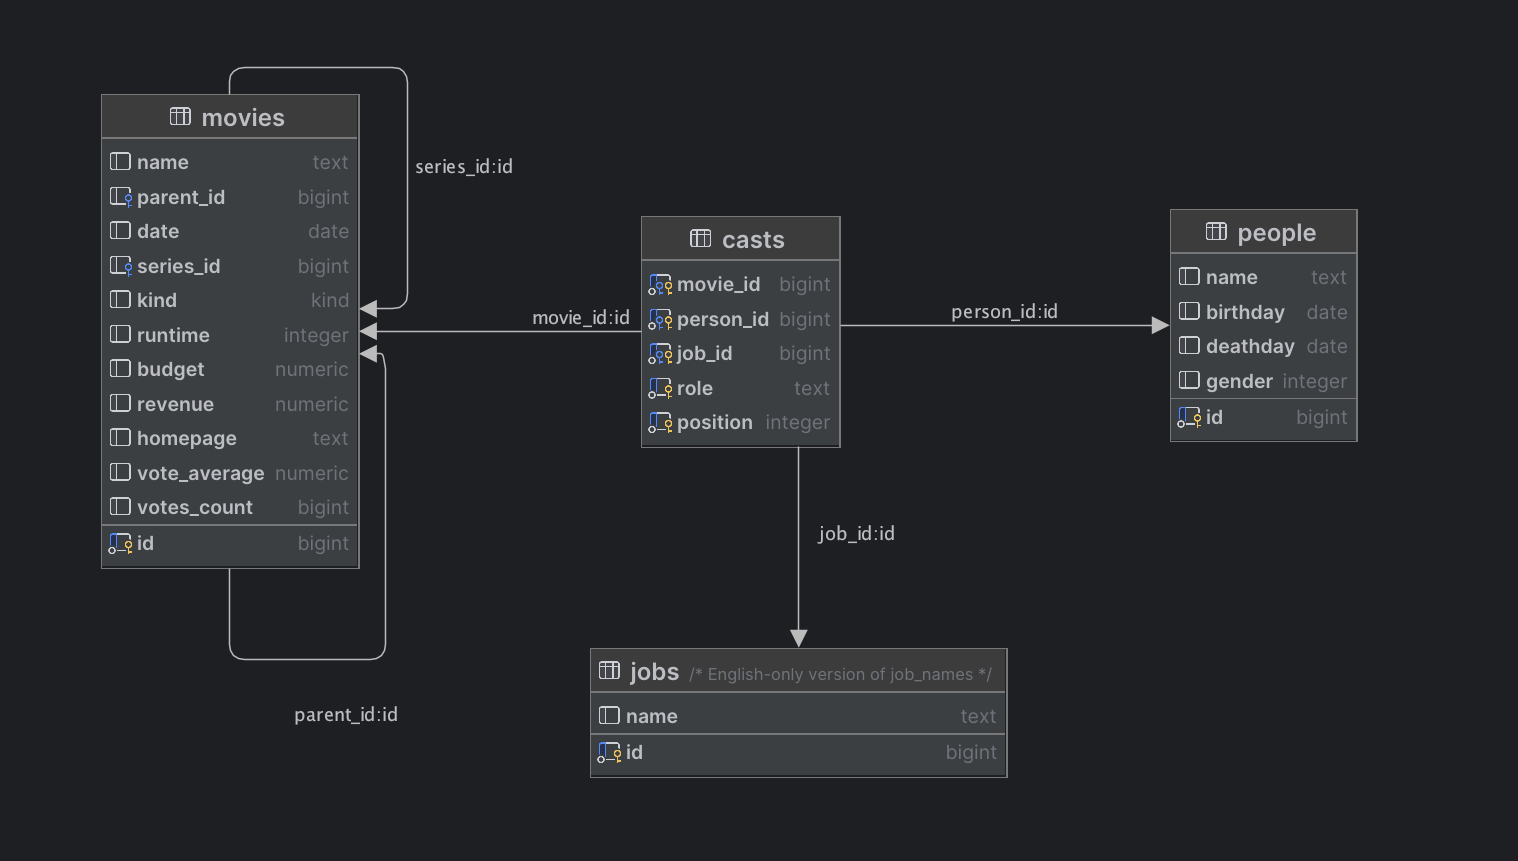 movies
name text
parent_id bigint
date date
series_id bigint
kind kind
runtime integer
budget numeric
revenue numeric
homepage text
vote_average numeric
votes_count bigint
id bigint
series_id:id
parent_id:id
movie_id:id
casts
movie_id bigint
person_id bigint
job_id bigint
role text
position integer
person_id:id
people
name text
birthday date
deathday date
gender integer
id bigint
job_id:id
jobs /* English-only version of job_names */
name text
id bigint